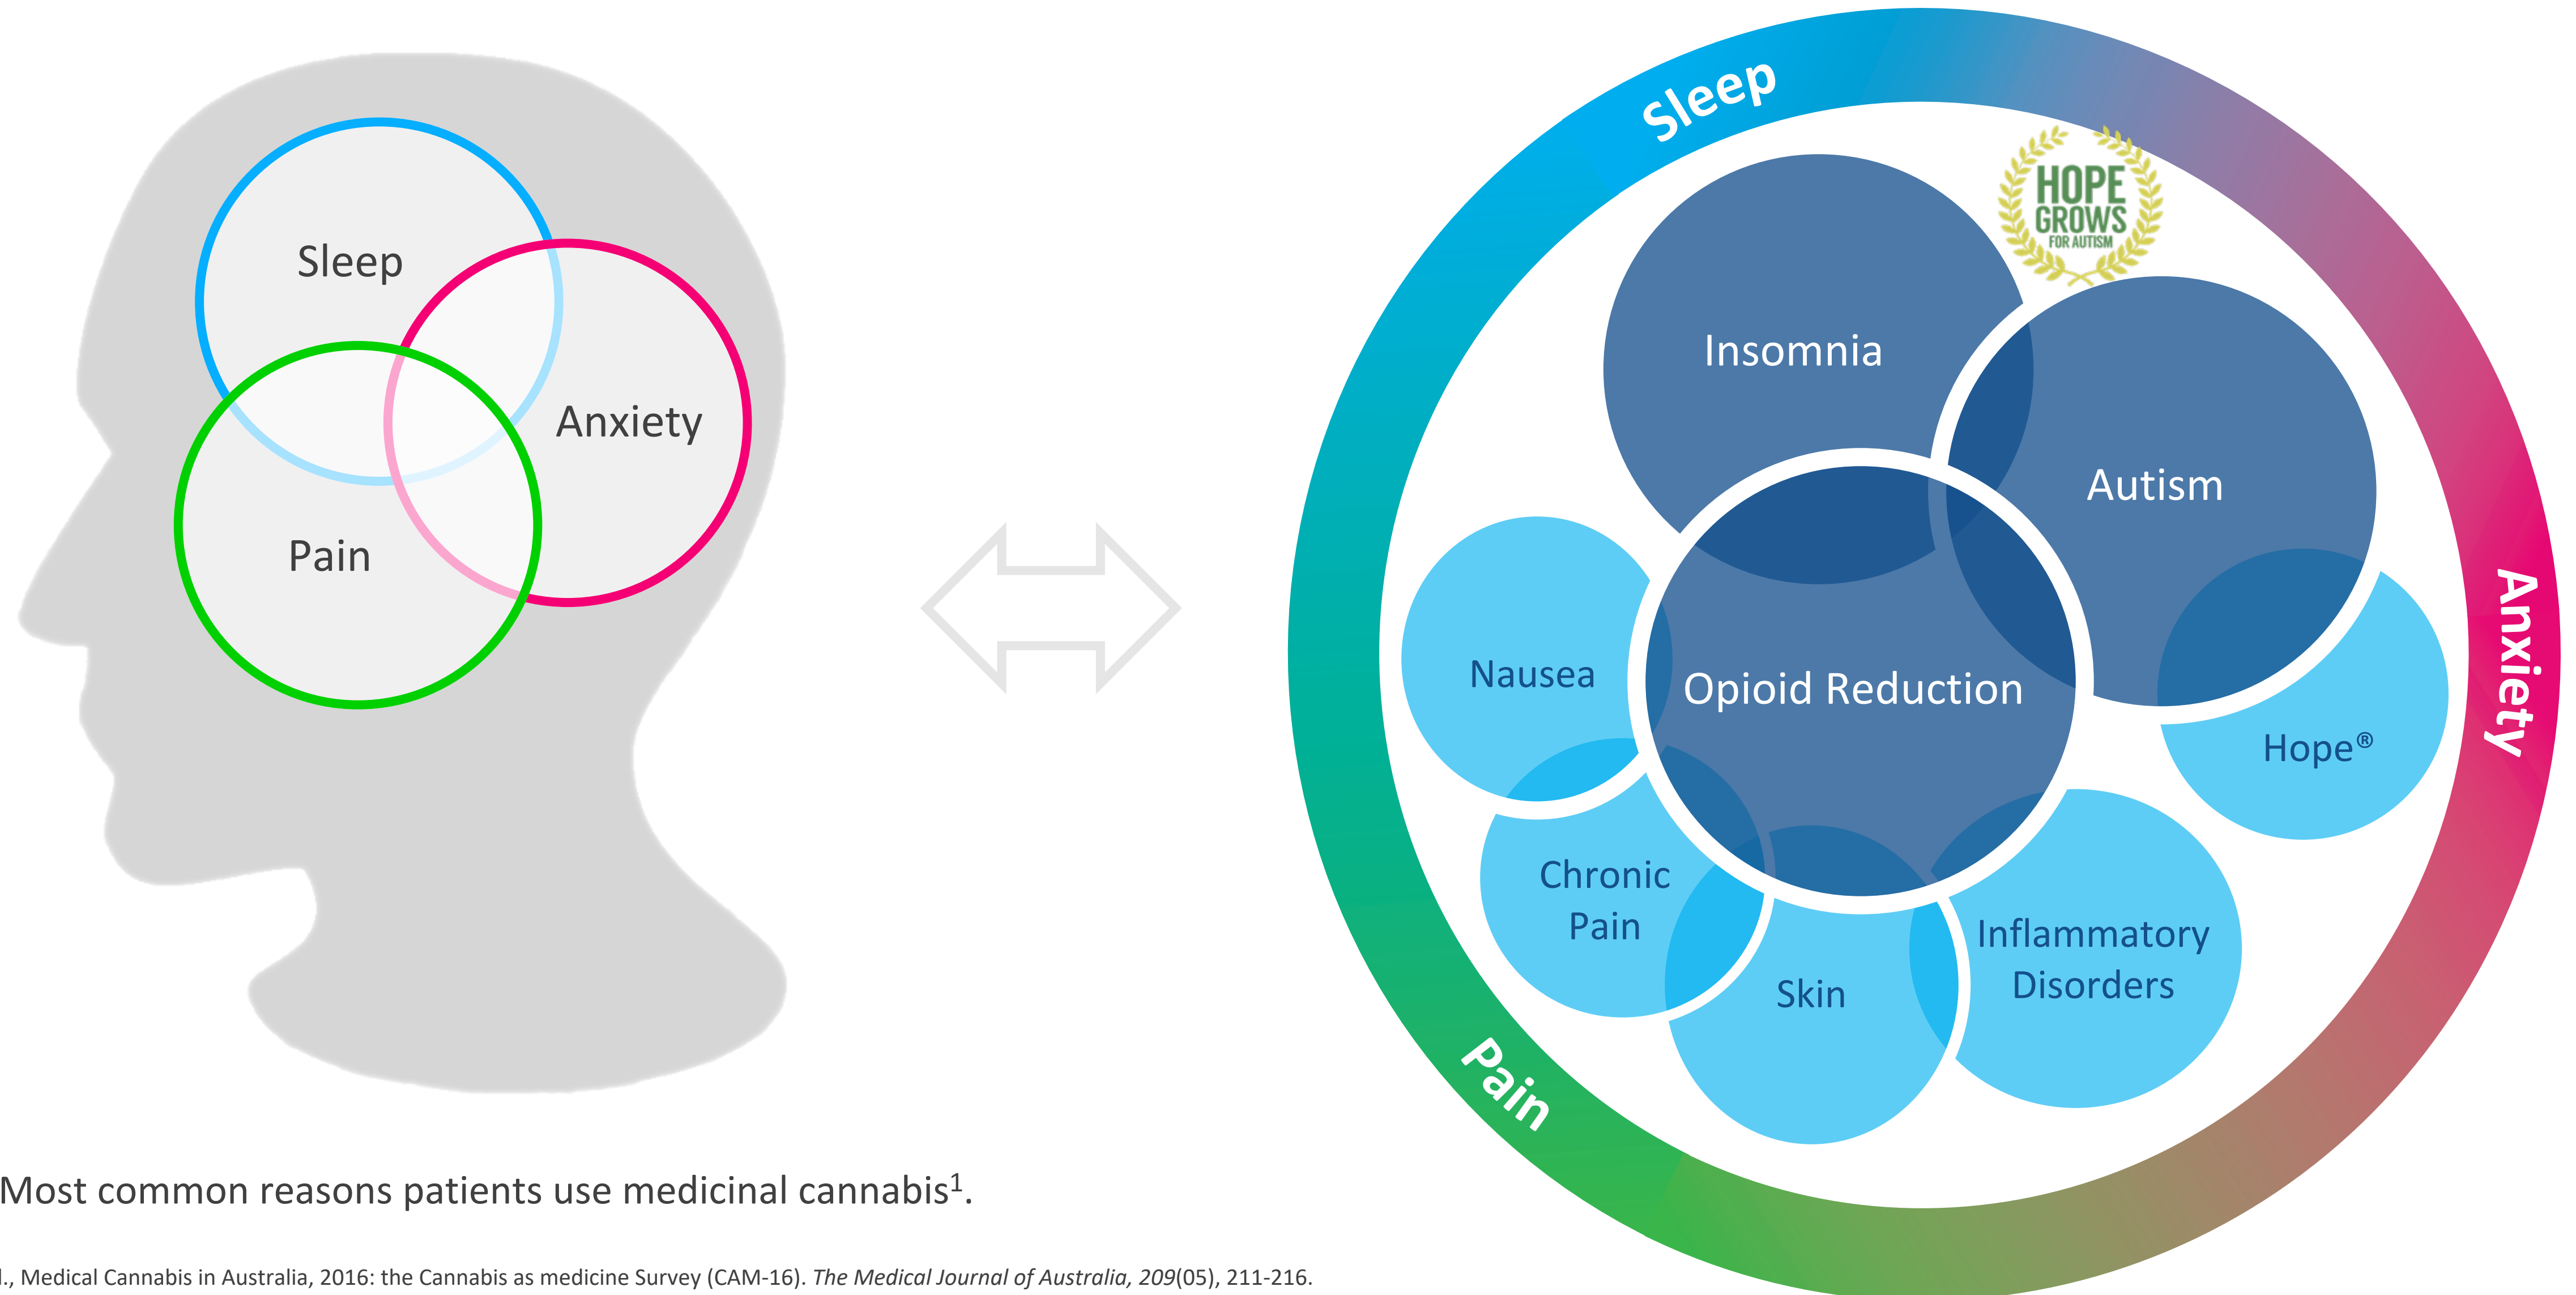 Sleep
Anxiety
Pain
Most common reasons patients use medicinal cannabis¹.
Sleep
HOPE
GROWS
FOR AUTISM
Insomnia
Autism
Anxiety
Nausea
Opioid Reduction
Hope®
Chronic
Pain
Skin
Inflammatory
Disorders
Pain
l., Medical Cannabis in Australia, 2016: the Cannabis as medicine Survey (CAM-16). The Medical Journal of Australia, 209(05), 211-216.